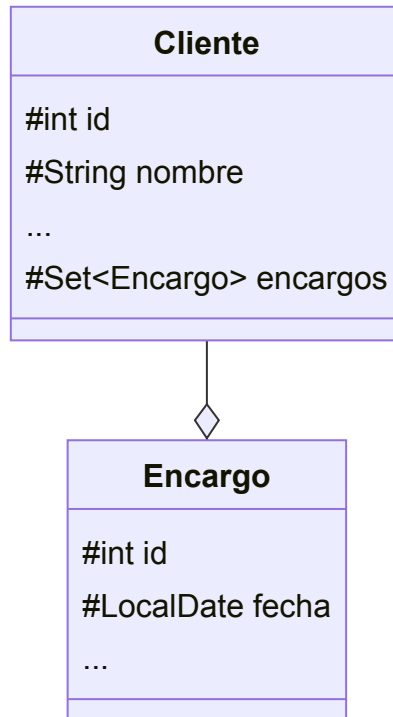 Cliente
#int id
#String nombre
...
#Set<Encargo> encargos
Encargo
#int id
#LocalDate fecha
...